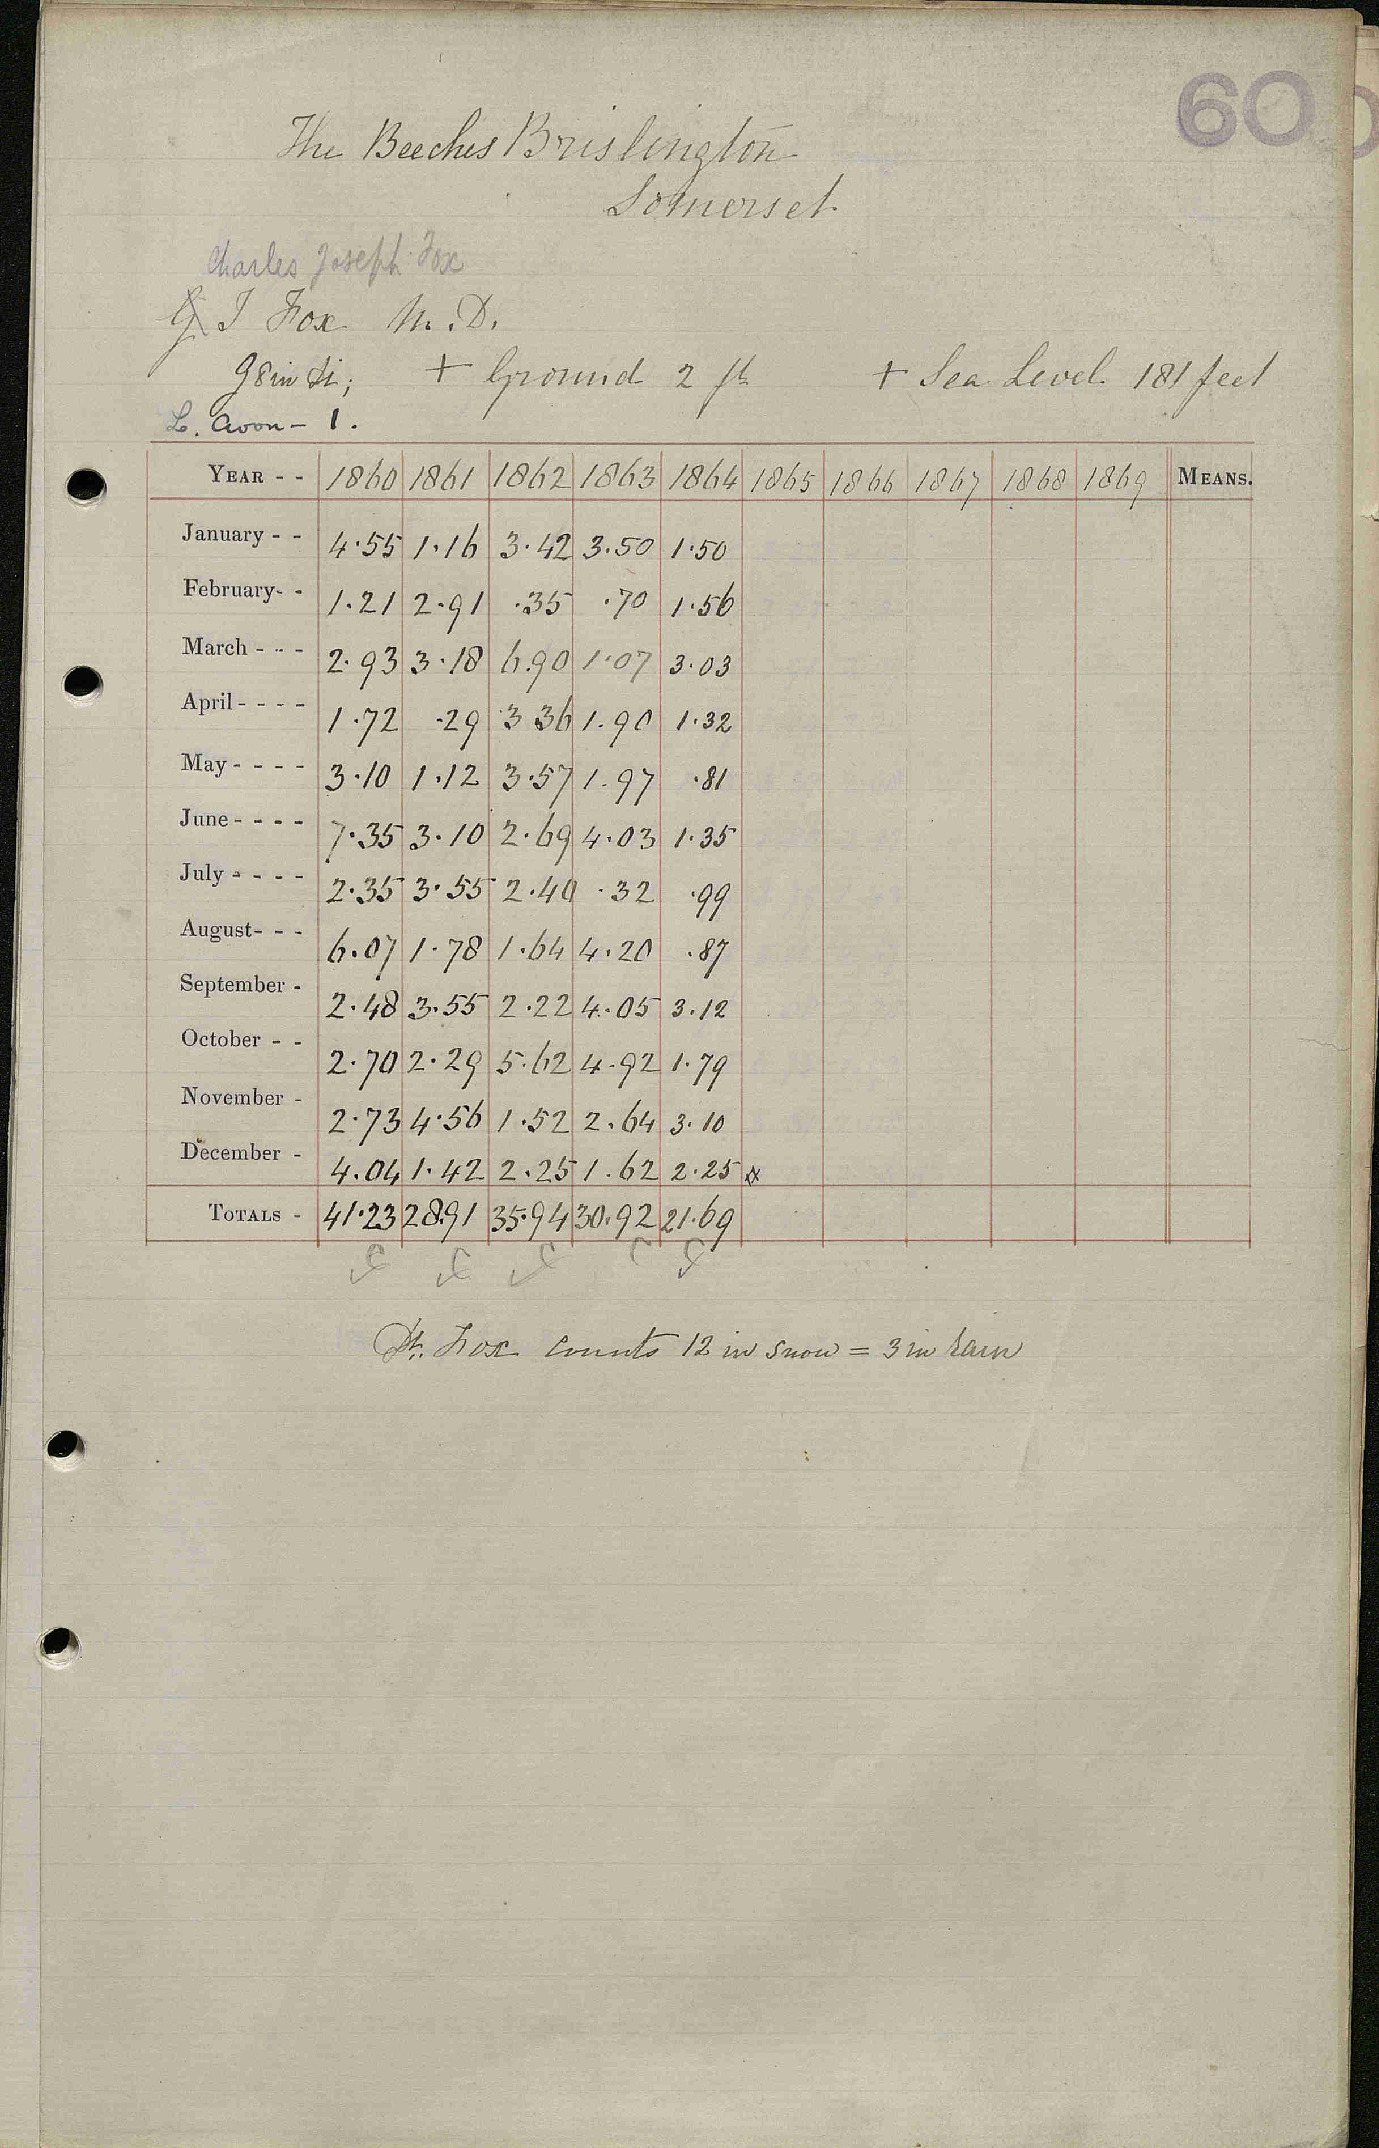 60
The Beeches Brislington
Somerset
Charles Joseph Fox
J Fox M.D.
+ Ground 2 ft + Sea Level 181 feet
L. Avon - 1.
YEAR - - 1860 1861 1862 1863 1864 1865 1866 1867 1868 1869 MEANS.
January - - 4.55 1.16 3.42 3.50 1.50
February- - 1.21 2.91 .35 .70 1.56
March - - - 2.93 3.18 6.90 1.07 3.03
April - - - - 1.72 .29 3.36 1.90 1.32
May - - - - 3.10 1.12 3.57 1.97 .81
June - - - - 7.35 3.10 2.69 4.03 1.35
July - - - - 2.35 3.55 2.40 .32 .99
August- - - 6.07 1.78 1.64 4.20 .87
September - 2.48 3.55 2.22 4.05 3.12
October - - 2.70 2.29 5.62 4.92 1.79
November - 2.73 4.56 1.52 2.64 3.10
December - 4.04 1.42 2.25 1.62 2.25 x
TOTALS - 41.23 28.91 35.94 30.92 21.69
Dr. Fox counts 12 in snow = 3 in rain